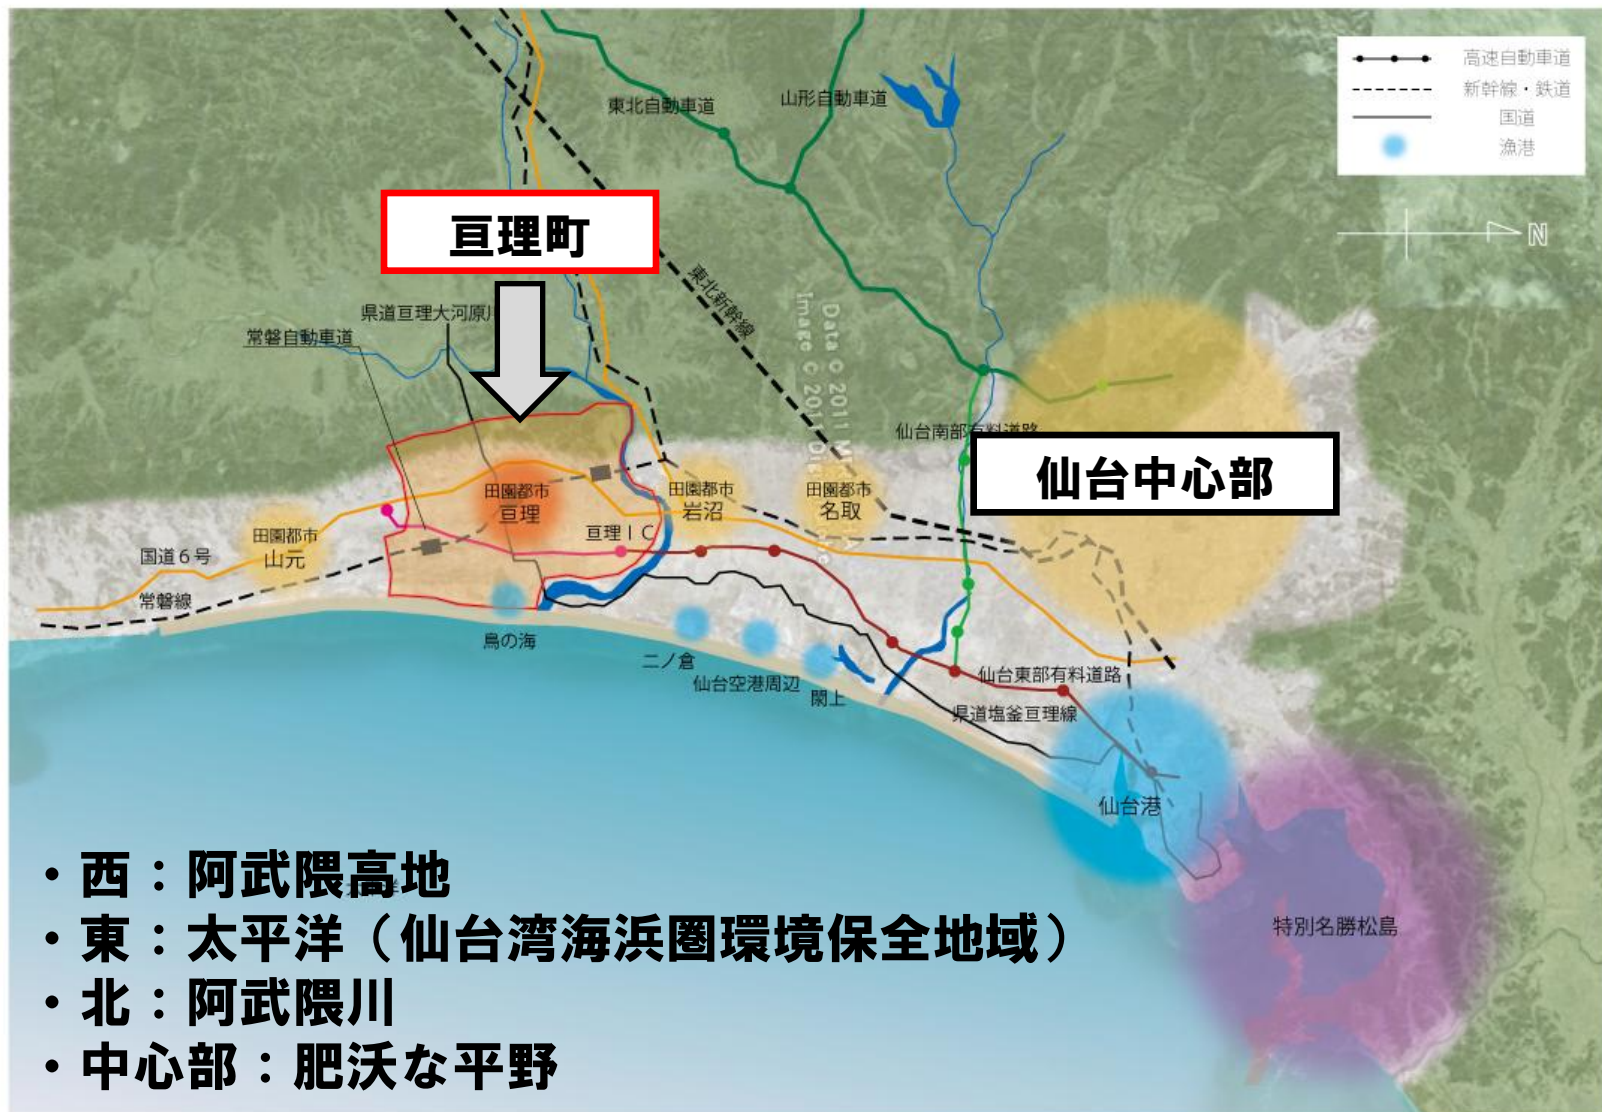 高速自動車道
新幹線・鉄道
国道
漁港
N
東北自動車道
山形自動車道
亘理町
東北新幹線
県道亘理大河原川
常磐自動車道
仙台南部有料道路
仙台中心部
田園都市
亘理
田園都市
岩沼
田園都市
名取
田園都市
山元
亘理ＩＣ
国道６号
常磐線
鳥の海
二ノ倉
仙台空港周辺
閖上
仙台東部有料道路
県道塩釜亘理線
仙台港
特別名勝松島
・西：阿武隈高地
・東：太平洋（仙台湾海浜圏環境保全地域）
・北：阿武隈川
・中心部：肥沃な平野